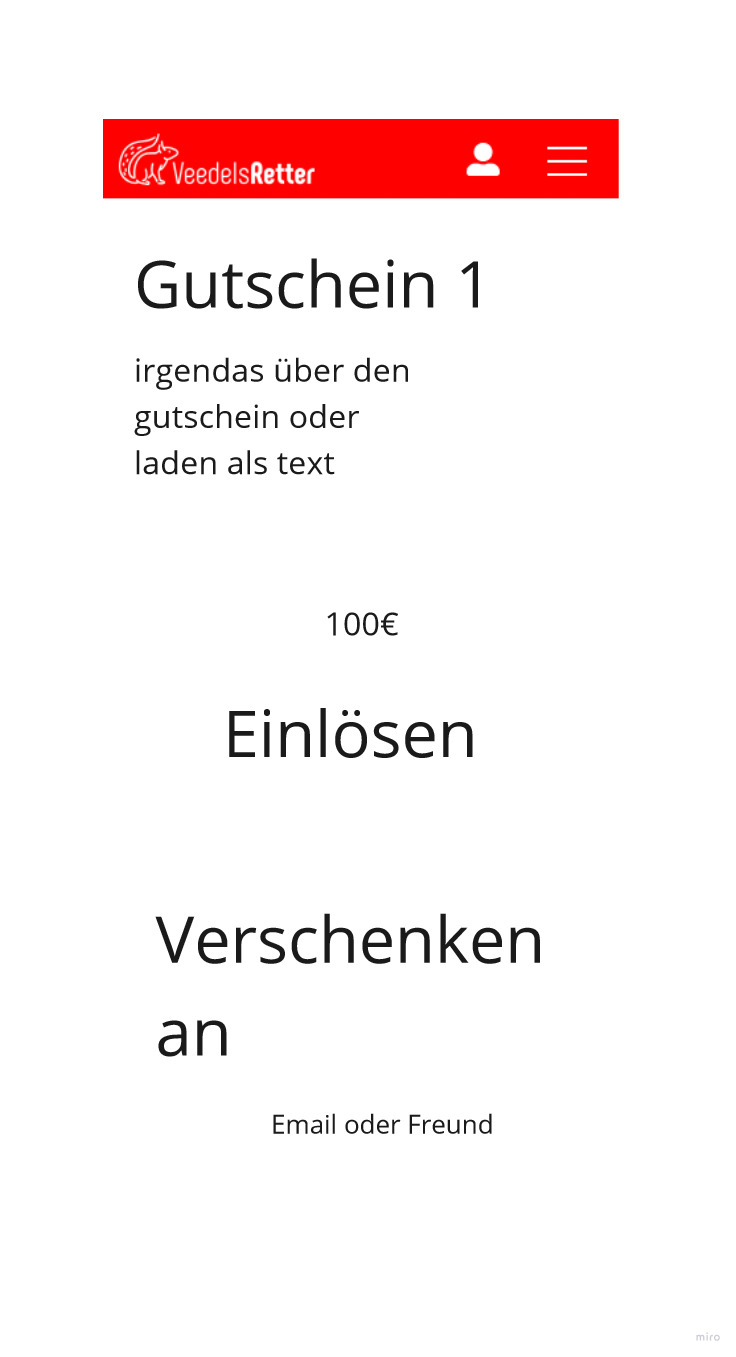 VeedelsRetter
Gutschein 1
irgendas über den
gutschein oder
laden als text
100€
Einlösen
Verschenken
an
Email oder Freund
miro